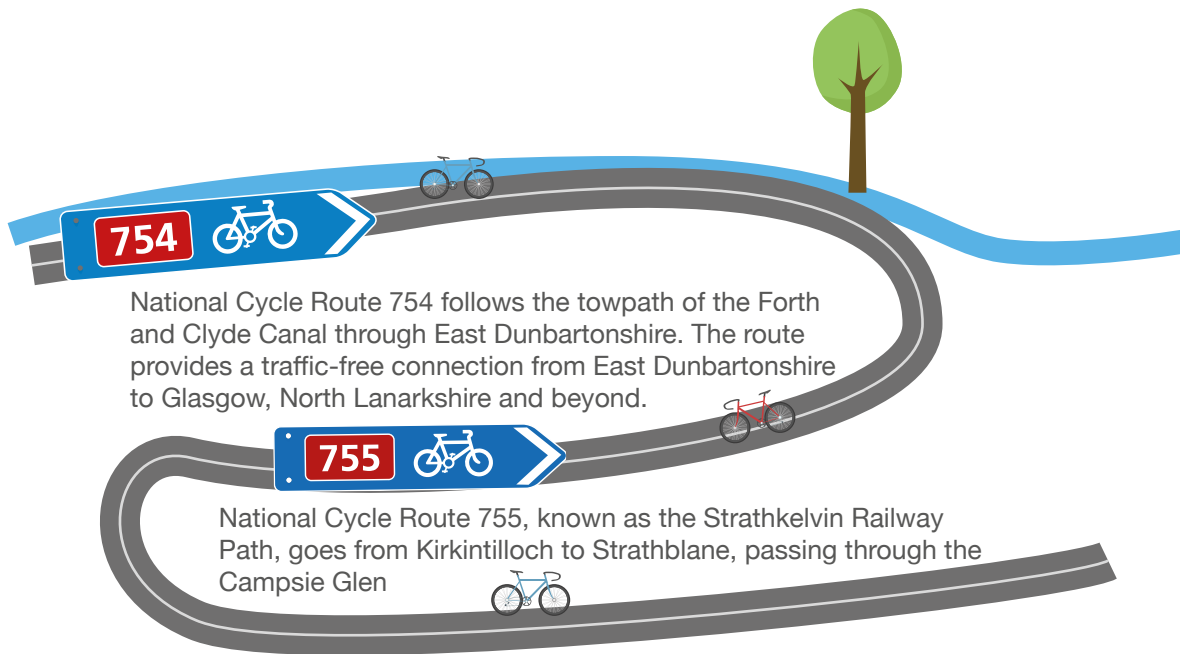 754
National Cycle Route 754 follows the towpath of the Forth
and Clyde Canal through East Dunbartonshire. The route
provides a traffic-free connection from East Dunbartonshire
to Glasgow, North Lanarkshire and beyond.
755
National Cycle Route 755, known as the Strathkelvin Railway
Path, goes from Kirkintilloch to Strathblane, passing through the
Campsie Glen